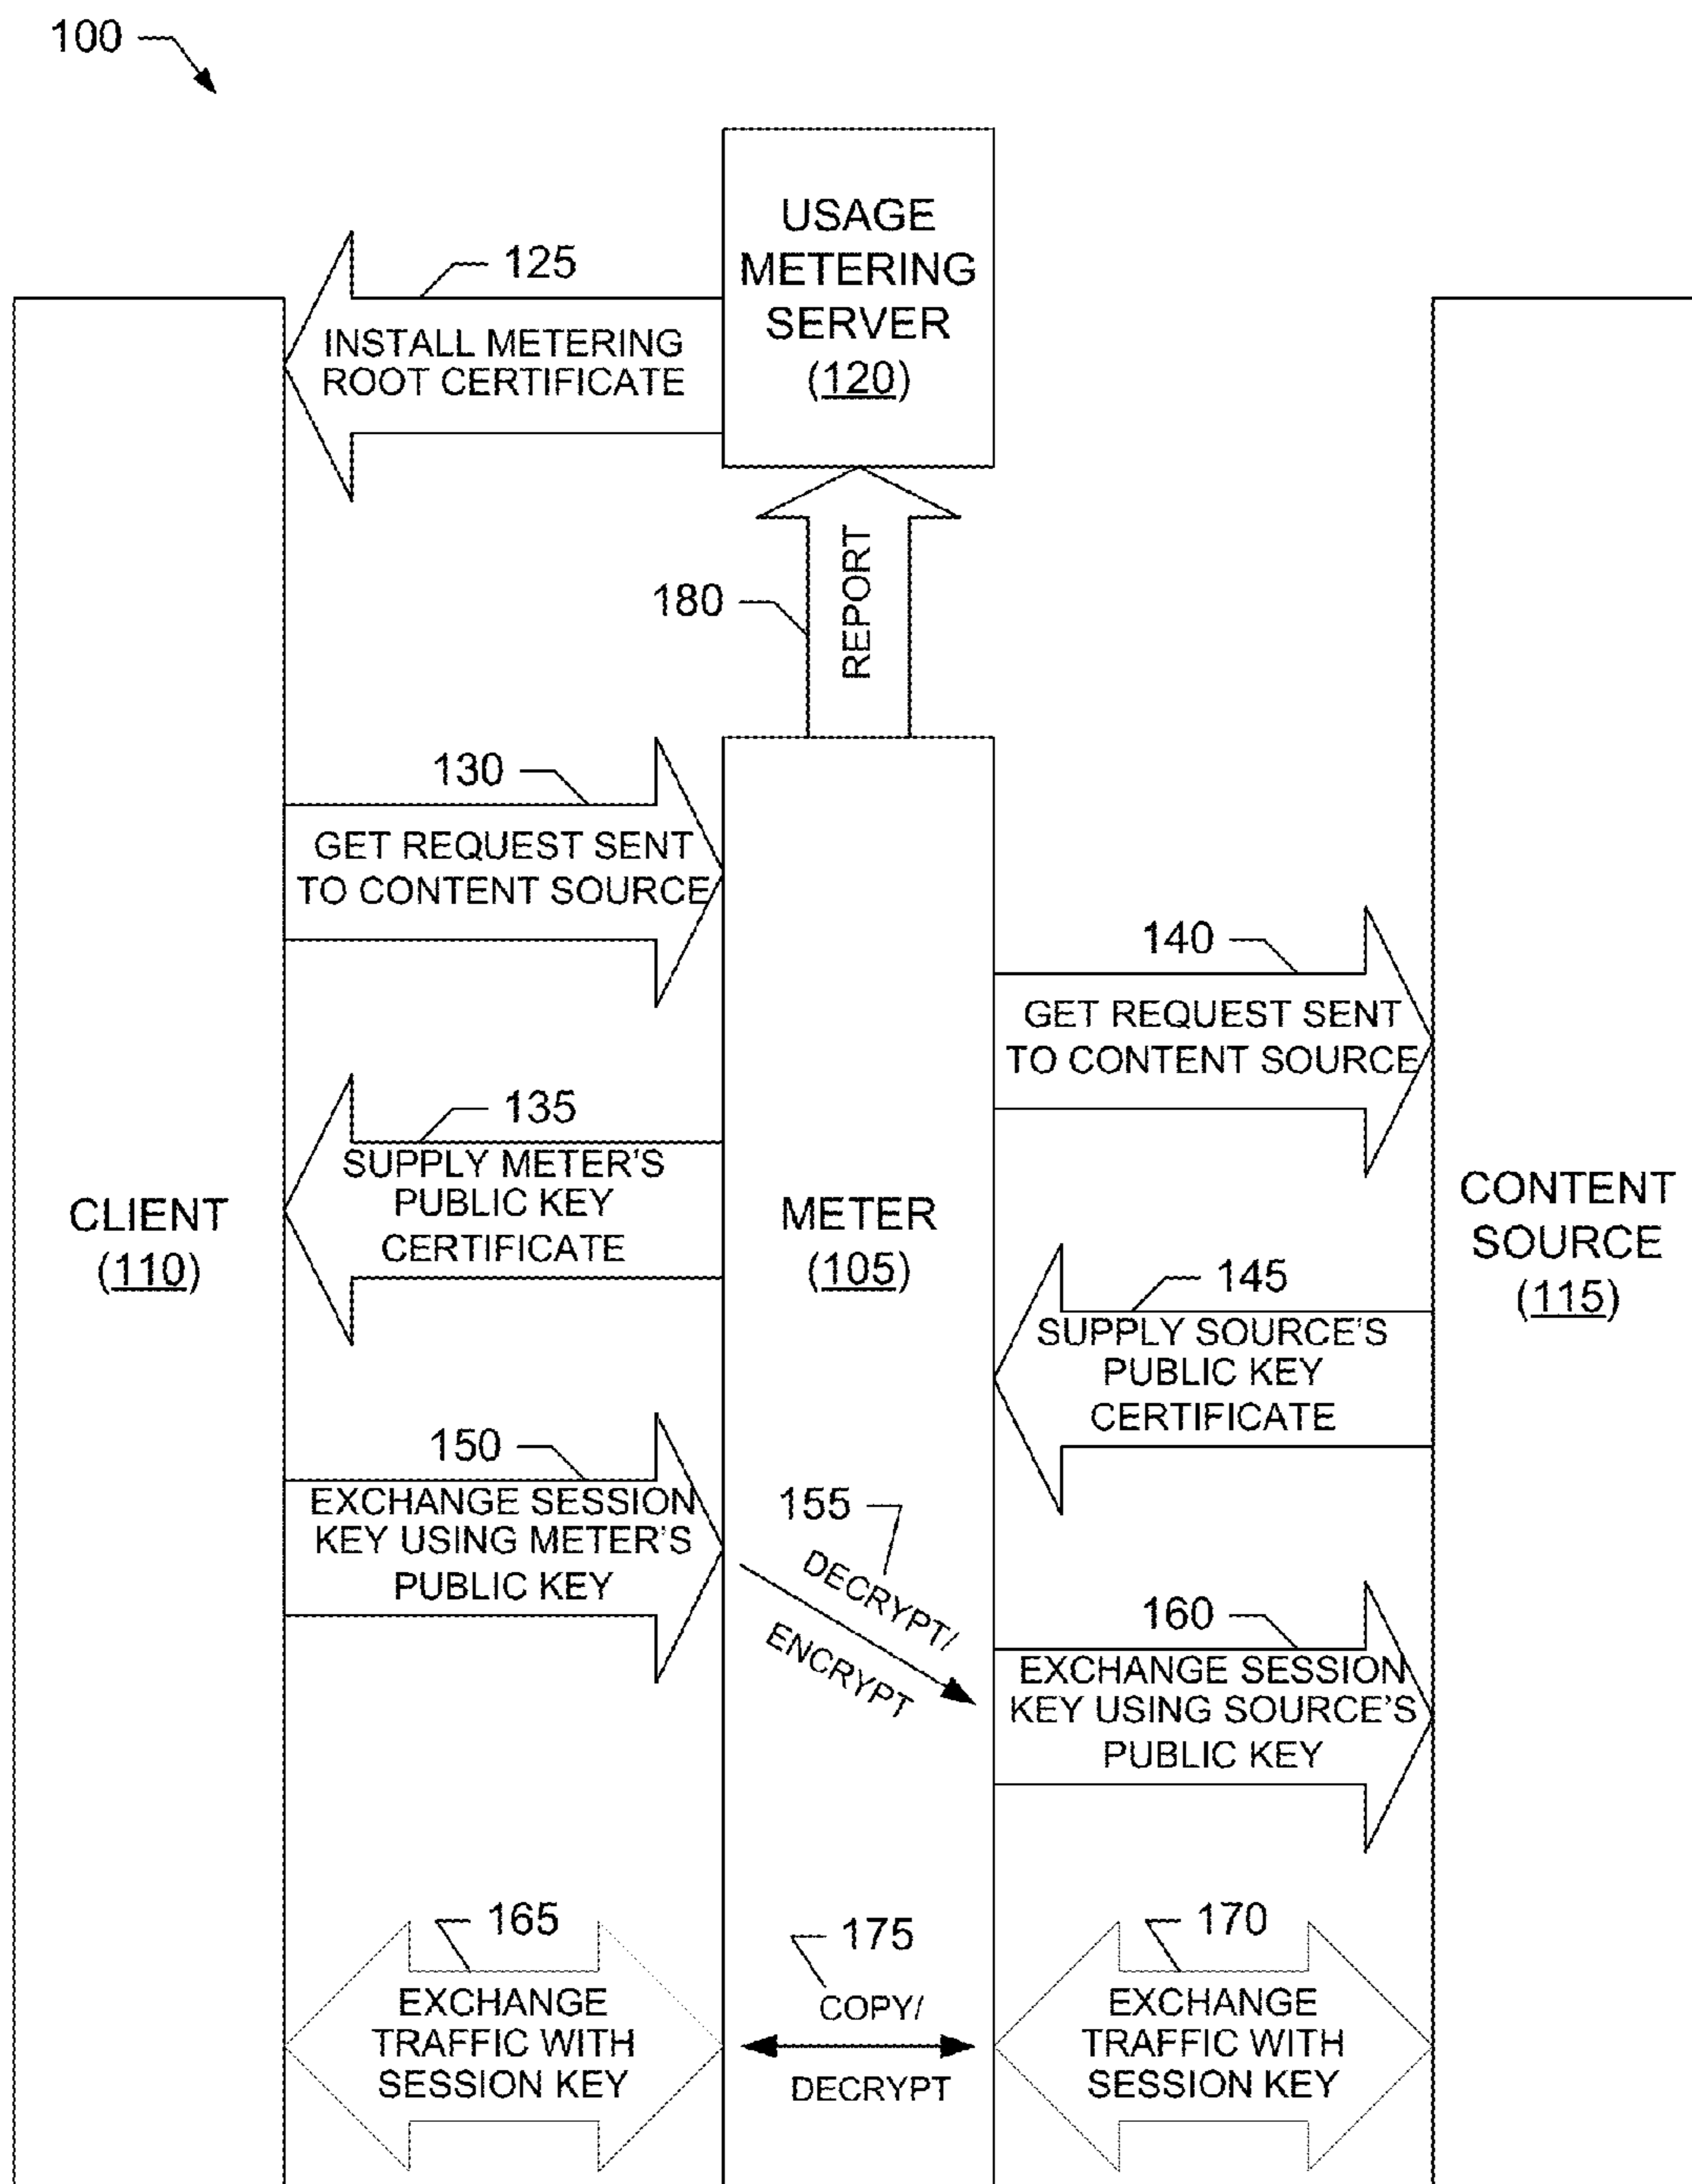 100
USAGE
METERING
SERVER
(120)
125
INSTALL METERING
ROOT CERTIFICATE
180
REPORT
130
GET REQUEST SENT
TO CONTENT SOURCE
140
GET REQUEST SENT
TO CONTENT SOURCE
135
SUPPLY METER'S
PUBLIC KEY
CERTIFICATE
CLIENT
(110)
METER
(105)
CONTENT
SOURCE
(115)
145
SUPPLY SOURCE'S
PUBLIC KEY
CERTIFICATE
150
EXCHANGE SESSION
KEY USING METER'S
PUBLIC KEY
155
DECRYPT/
ENCRYPT
160
EXCHANGE SESSION
KEY USING SOURCE'S
PUBLIC KEY
165
EXCHANGE
TRAFFIC WITH
SESSION KEY
175
COPY/
DECRYPT
170
EXCHANGE
TRAFFIC WITH
SESSION KEY